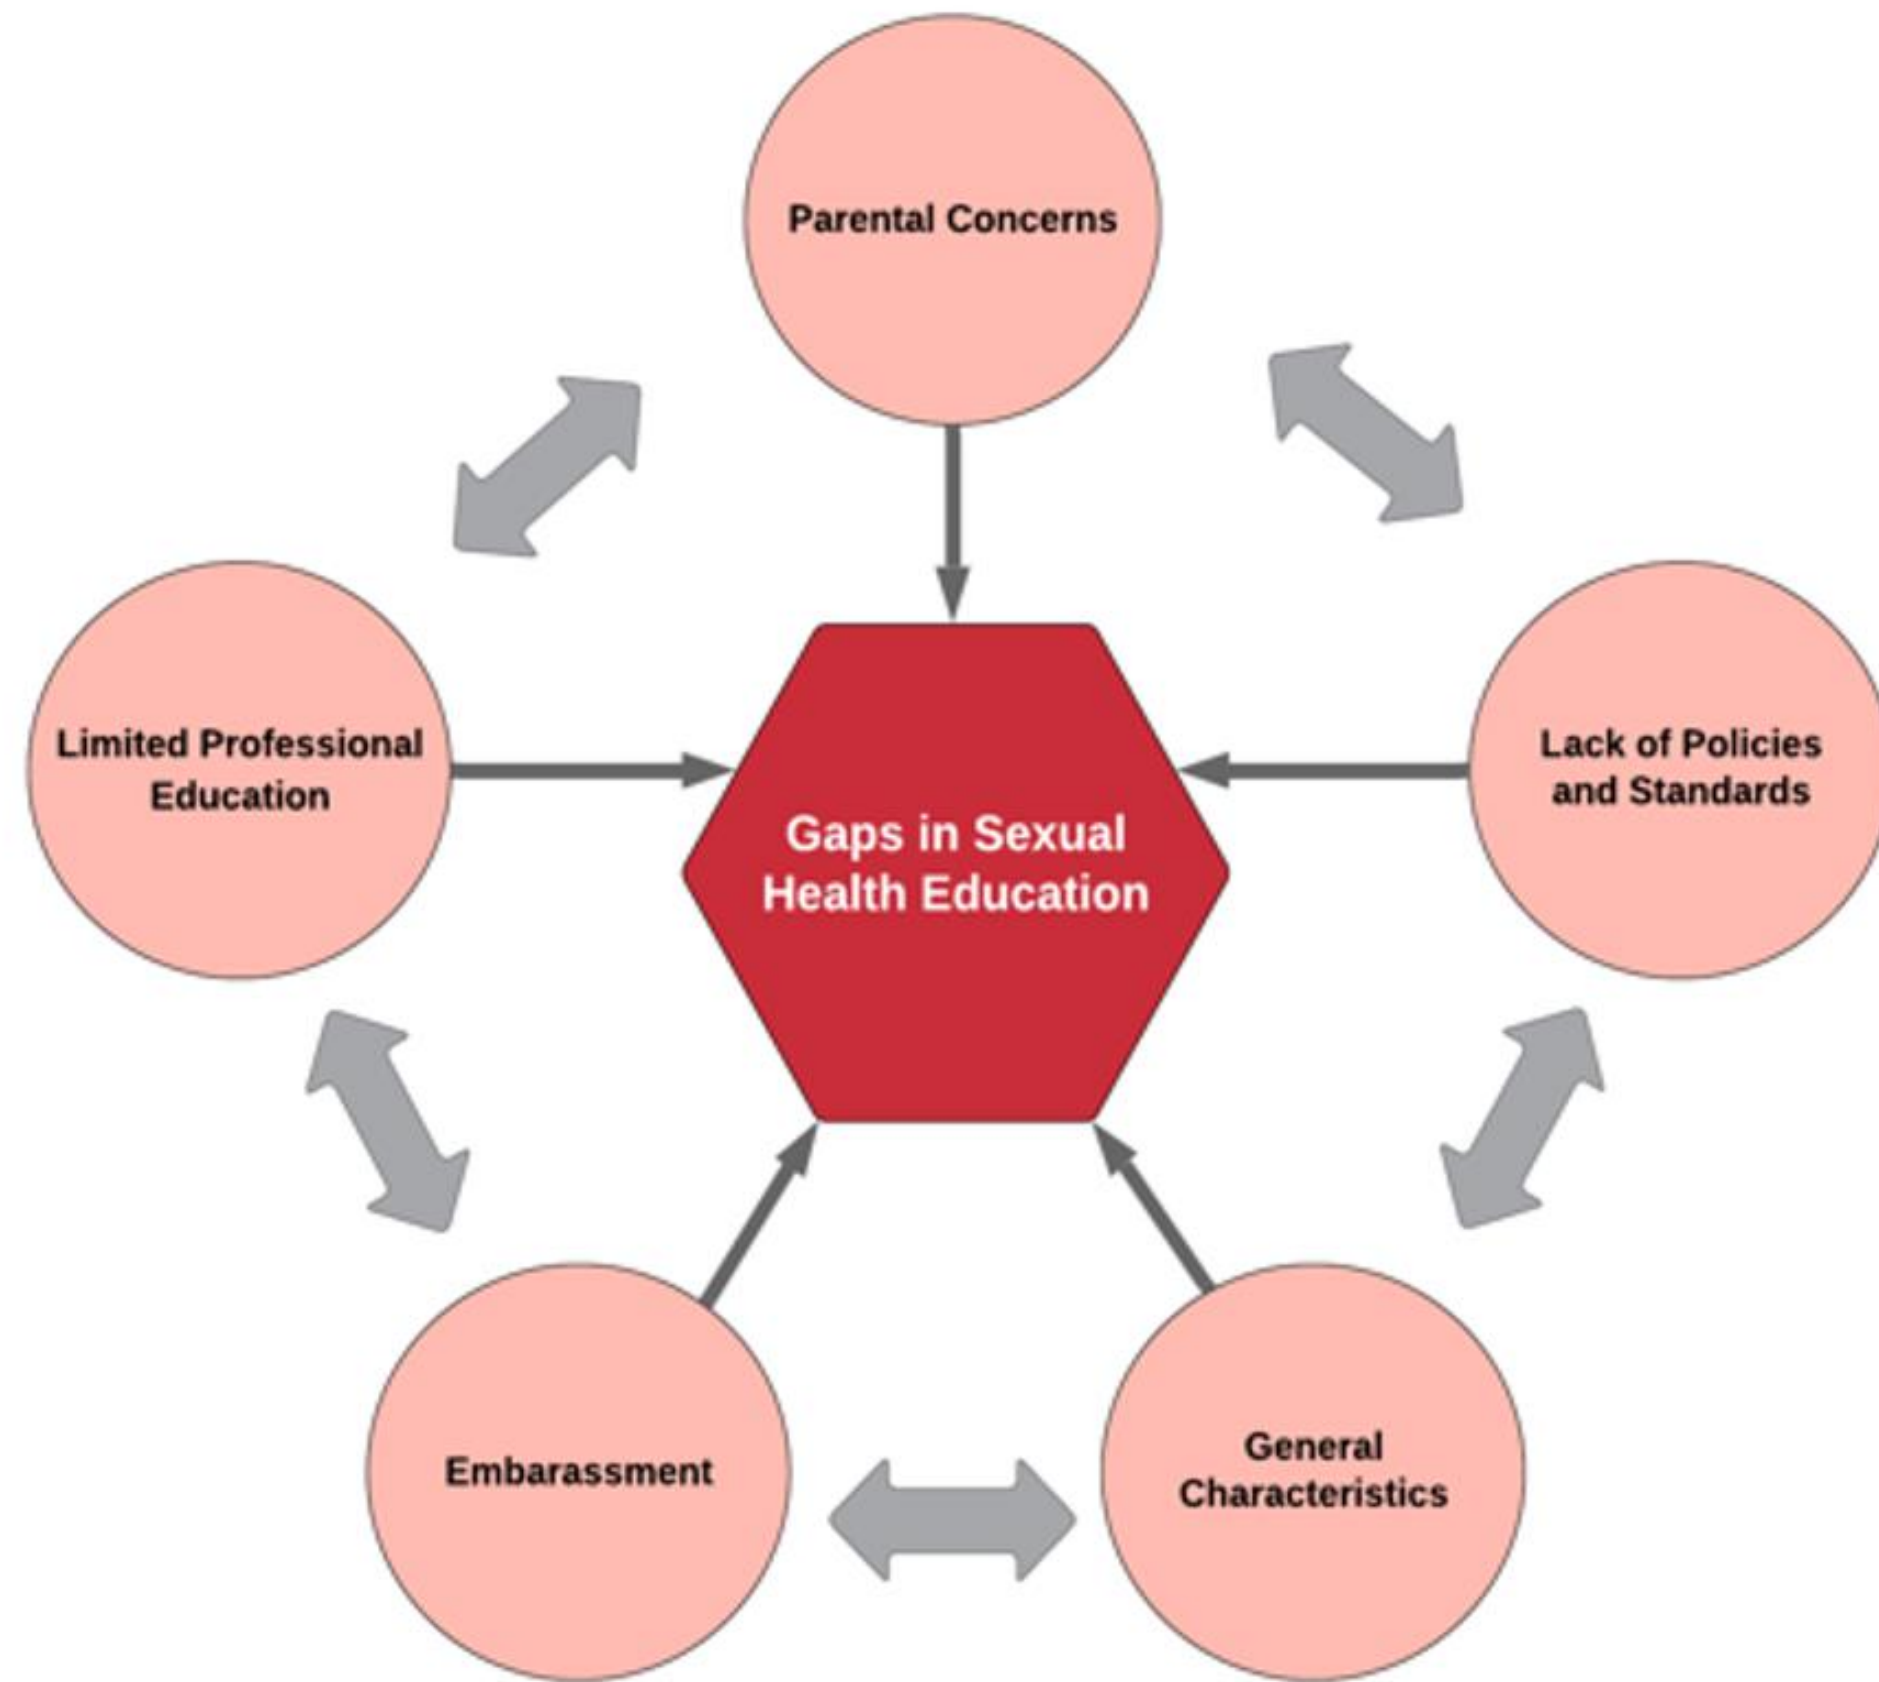 Parental Concerns
Limited Professional
Education
Lack of Policies
and Standards
Gaps in Sexual
Health Education
Embarassment
General
Characteristics